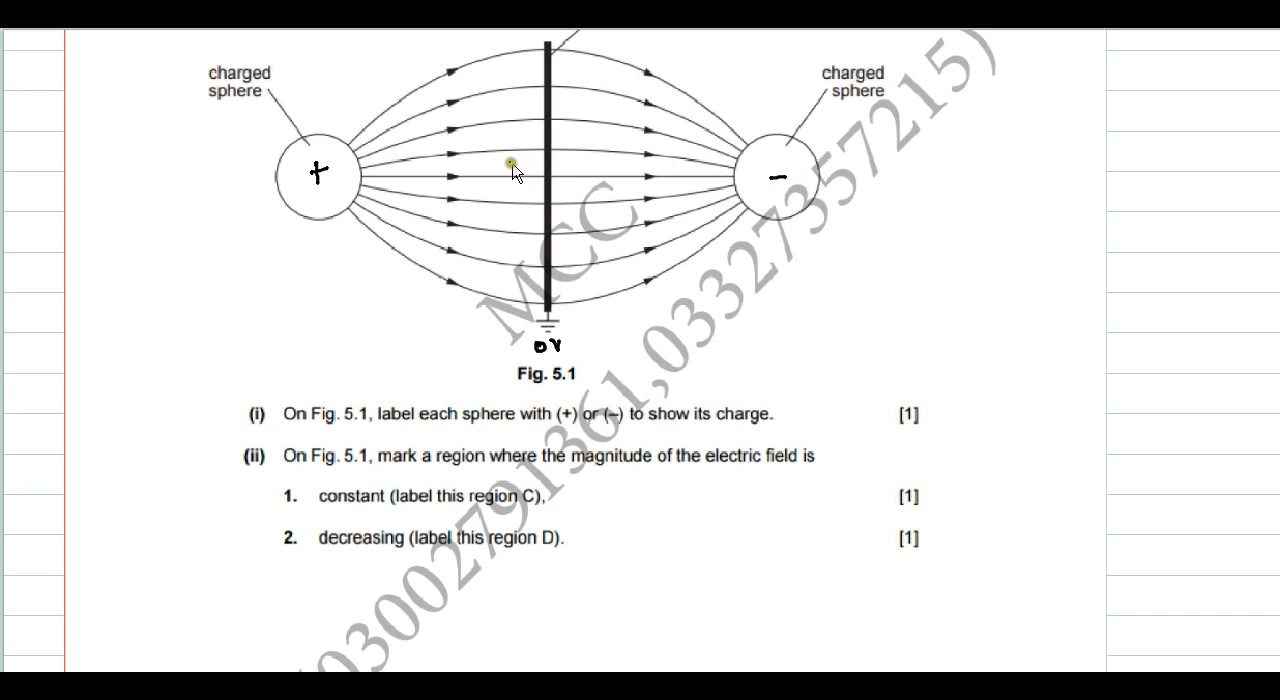 charged
sphere
charged
sphere
+
-
0V
Fig. 5.1
(i) On Fig. 5.1, label each sphere with (+) or (–) to show its charge. [1]
(ii) On Fig. 5.1, mark a region where the magnitude of the electric field is
1. constant (label this region C), [1]
2. decreasing (label this region D). [1]
MCC
(03002791361,03327357215)